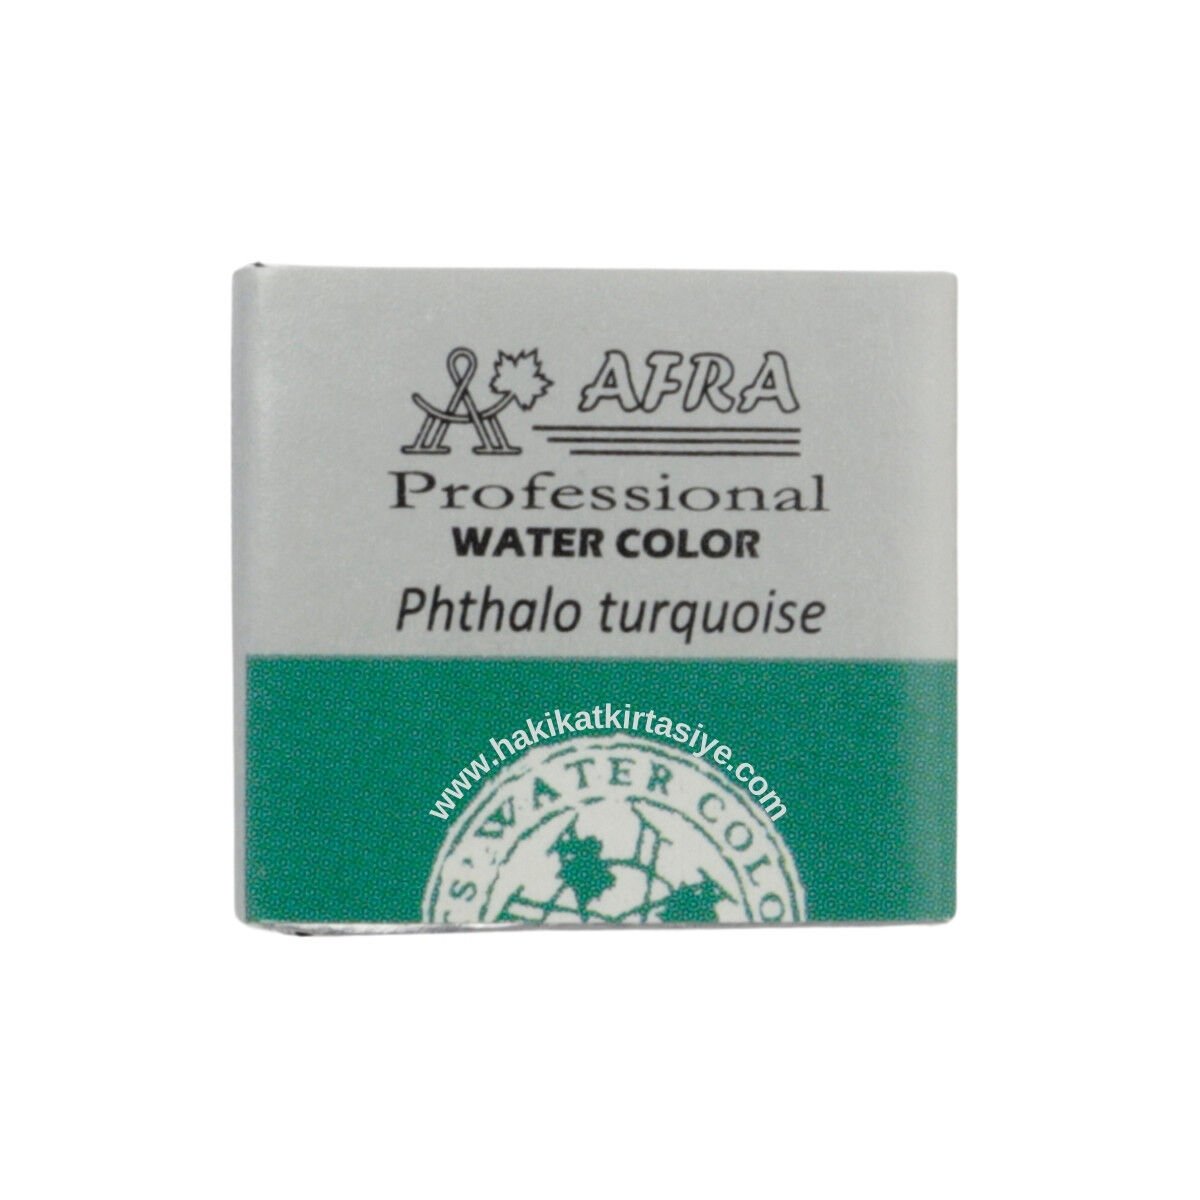 AFRA
Professional
WATER COLOR
Phthalo turquoise
www.hakikatkirtasiye.com
WATER COLO